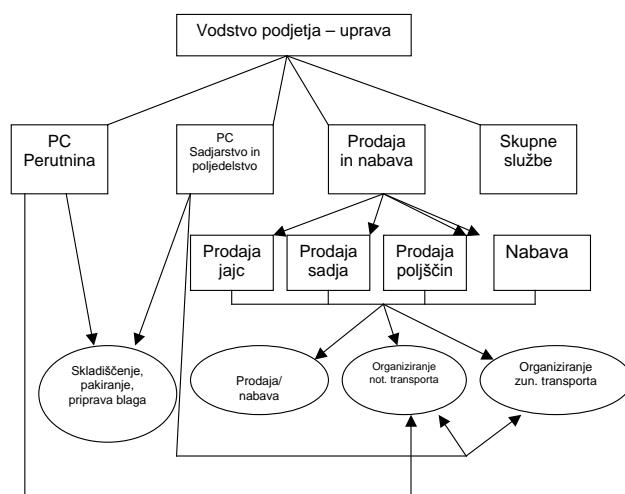 Vodstvo podjetja – uprava
PC
Perutnina
PC
Sadjarstvo in
poljedelstvo
Prodaja
in nabava
Skupne
službe
Prodaja
jajc
Prodaja
sadja
Prodaja
poljščin
Nabava
Skladiščenje,
pakiranje,
priprava blaga
Prodaja/
nabava
Organiziranje
not. transporta
Organiziranje
zun. transporta